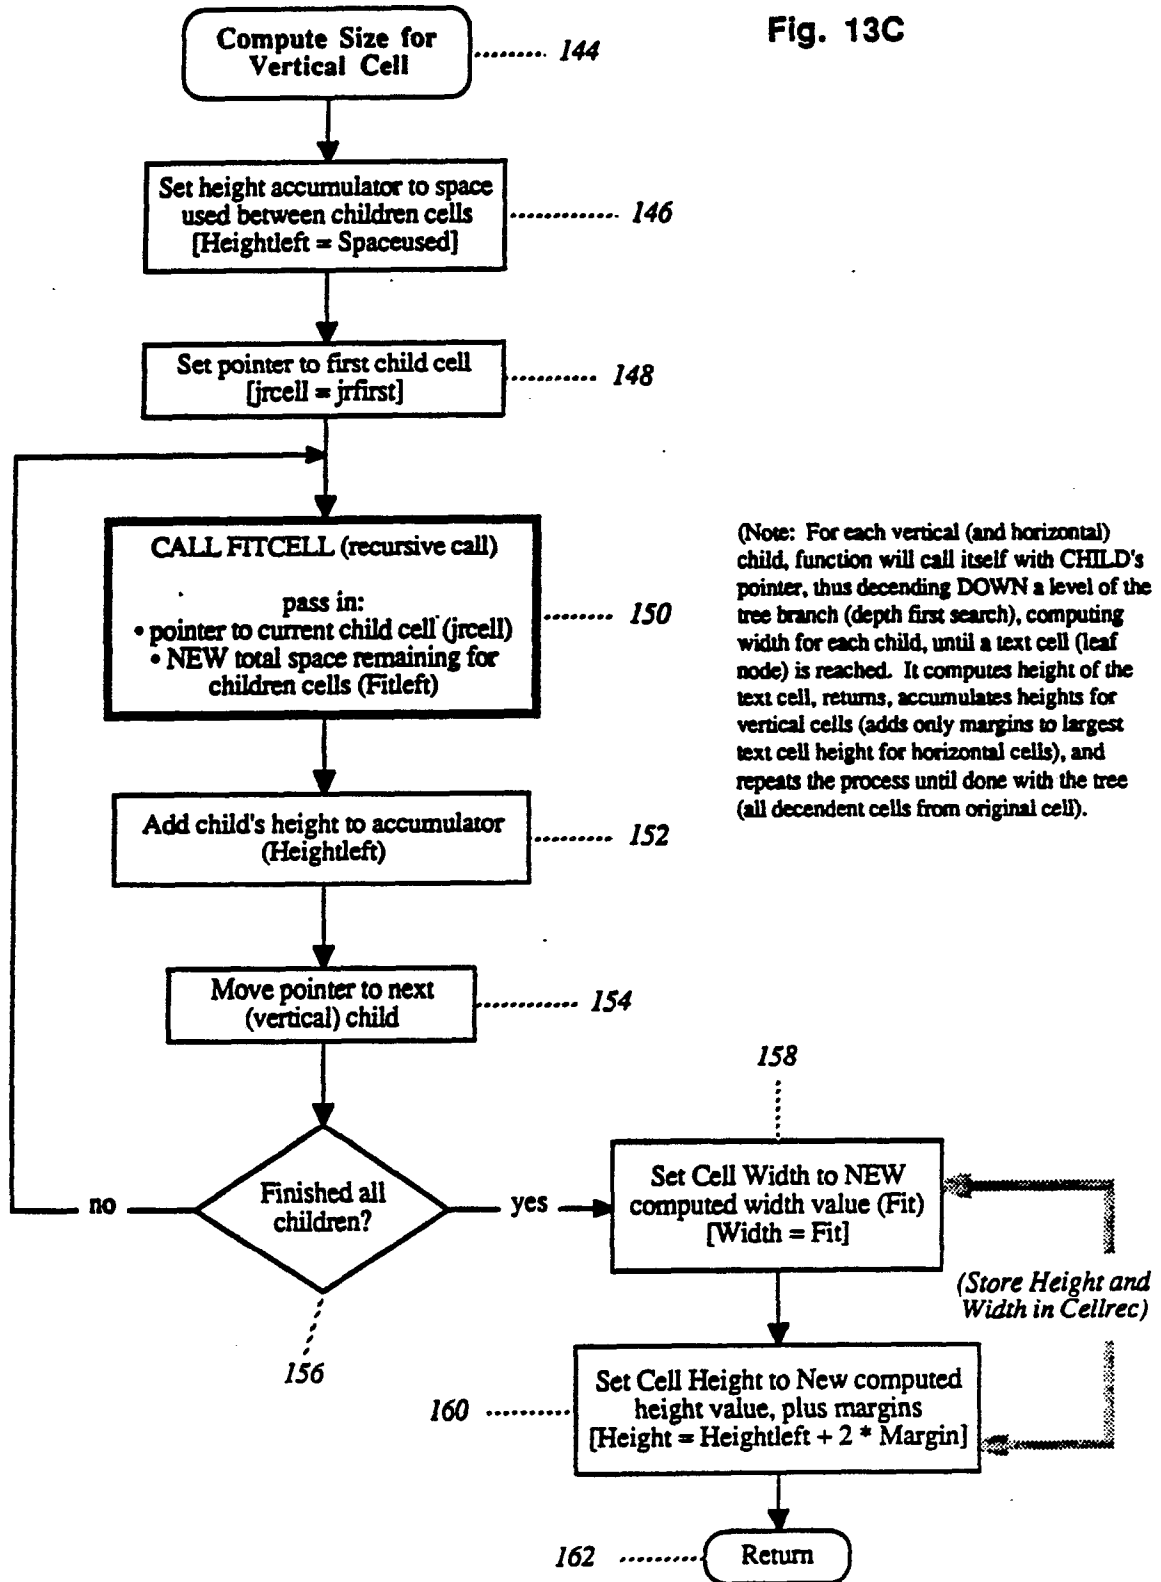 Fig. 13C
Compute Size for
Vertical Cell
144
Set height accumulator to space
used between children cells
[Heightleft = Spaceused]
146
Set pointer to first child cell
[jrcell = jrfirst]
148
CALL FITCELL (recursive call)
pass in:
• pointer to current child cell (jrcell)
• NEW total space remaining for
children cells (Fitleft)
150
(Note: For each vertical (and horizontal)
child, function will call itself with CHILD's
pointer, thus decending DOWN a level of the
tree branch (depth first search), computing
width for each child, until a text cell (leaf
node) is reached. It computes height of the
text cell, returns, accumulates heights for
vertical cells (adds only margins to largest
text cell height for horizontal cells), and
repeats the process until done with the tree
(all decendent cells from original cell).
Add child's height to accumulator
(Heightleft)
152
Move pointer to next
(vertical) child
154
Finished all
children?
no
yes
156
158
Set Cell Width to NEW
computed width value (Fit)
[Width = Fit]
(Store Height and
Width in Cellrec)
Set Cell Height to New computed
height value, plus margins
[Height = Heightleft + 2 * Margin]
160
Return
162